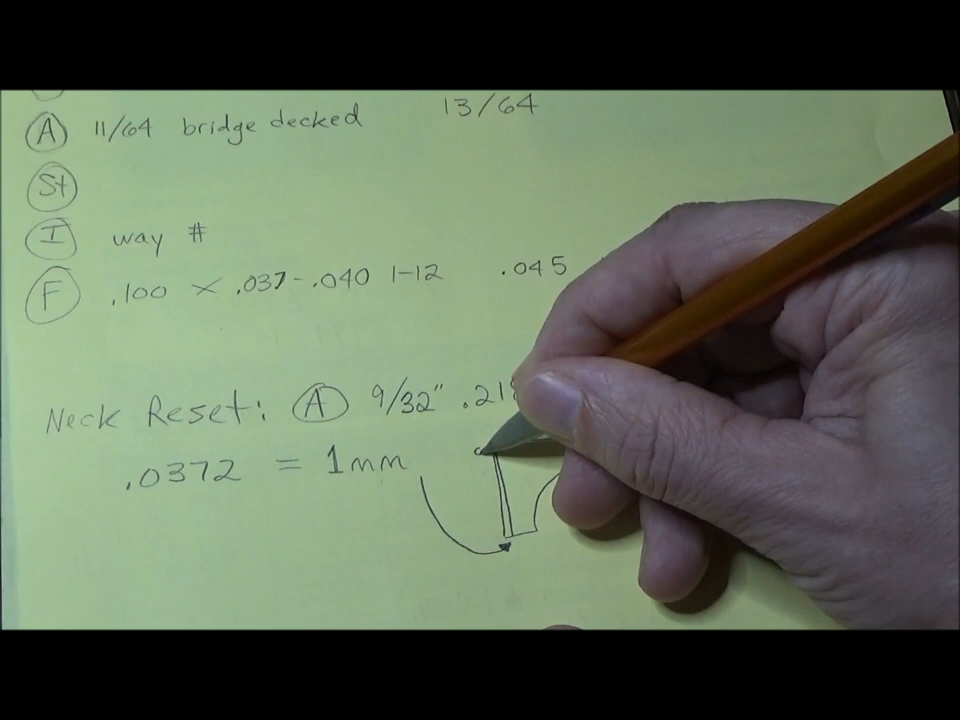 A 11/64 bridge decked 13/64
St
I way #
F .100 × .037-.040 1-12 .045
Neck Reset: A 9/32" .218
.0372 = 1mm